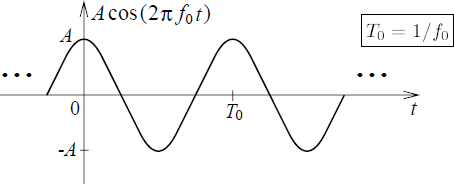 A cos(2π f₀t)
T₀ = 1/f₀
A
...
...
0
T₀
t
-A